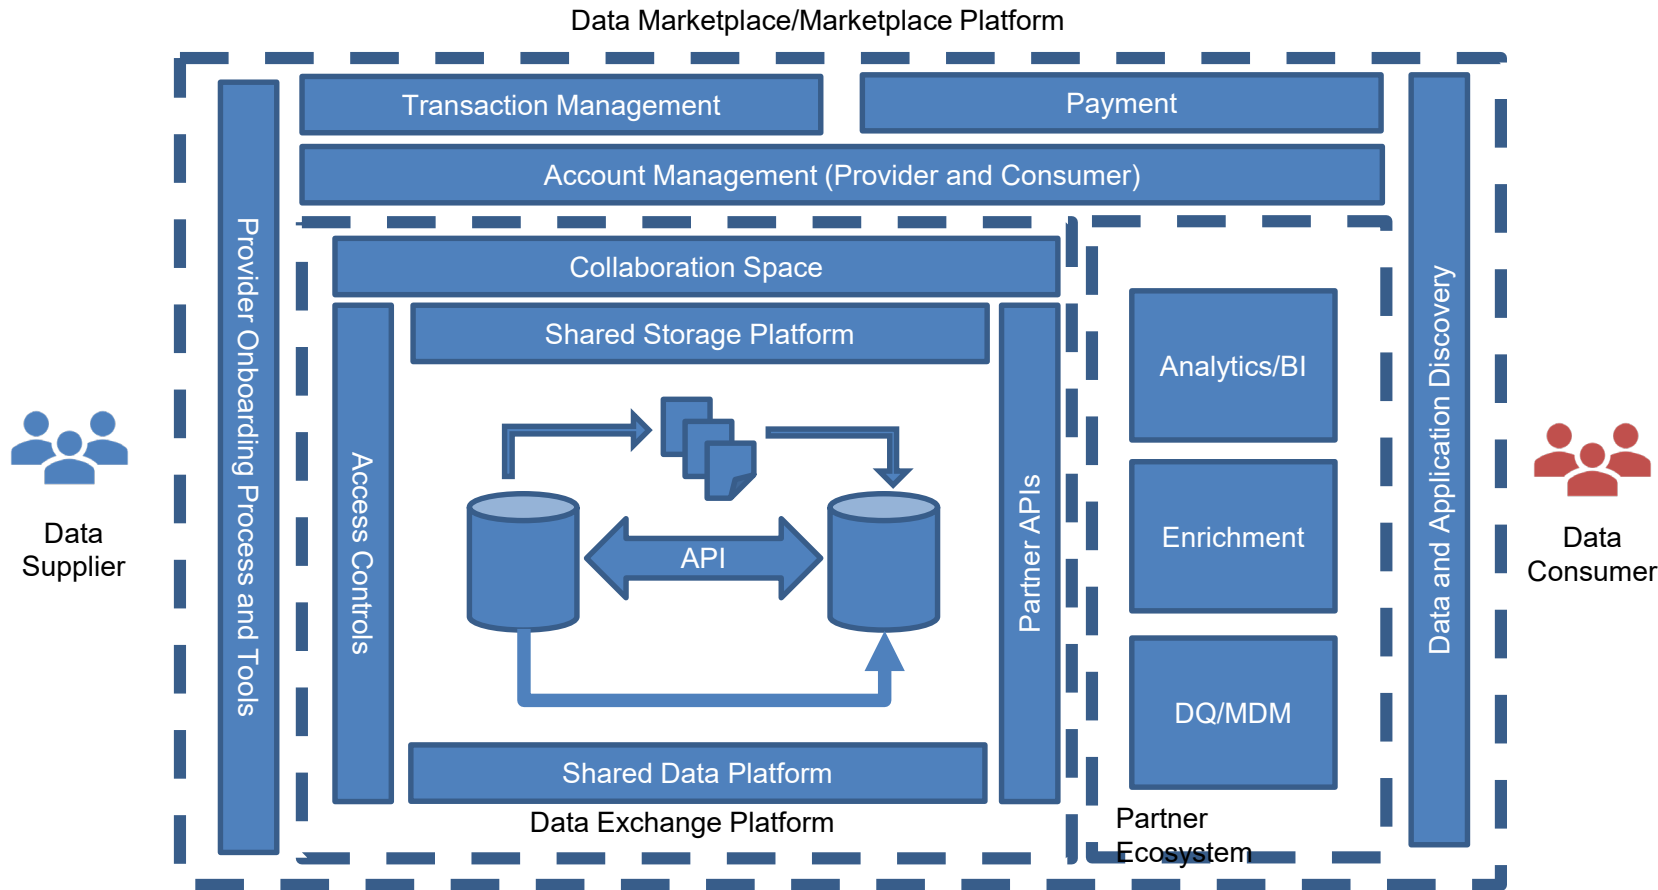 Data Marketplace/Marketplace Platform
Transaction Management
Payment
Account Management (Provider and Consumer)
Provider Onboarding Process and Tools
Collaboration Space
Shared Storage Platform
Access Controls
API
Partner APIs
Shared Data Platform
Data Exchange Platform
Analytics/BI
Enrichment
DQ/MDM
Partner
Ecosystem
Data and Application Discovery
Data
Supplier
Data
Consumer